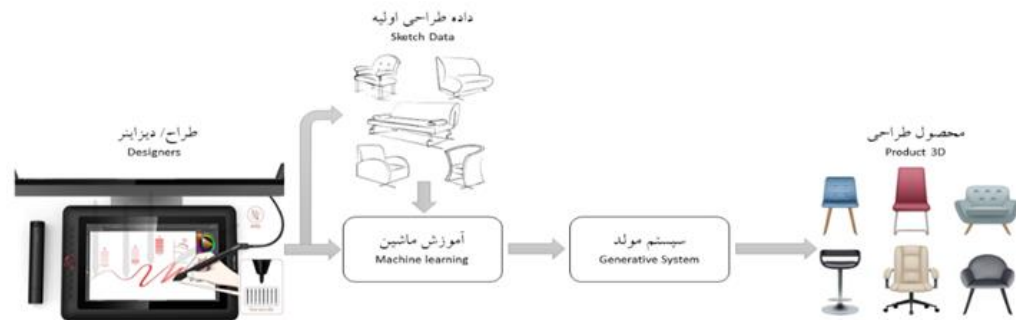 داده طراحی اولیه
Sketch Data
طراح/ دیزاینر
Designers
محصول طراحی
Product 3D
آموزش ماشین
Machine learning
سیستم مولد
Generative System